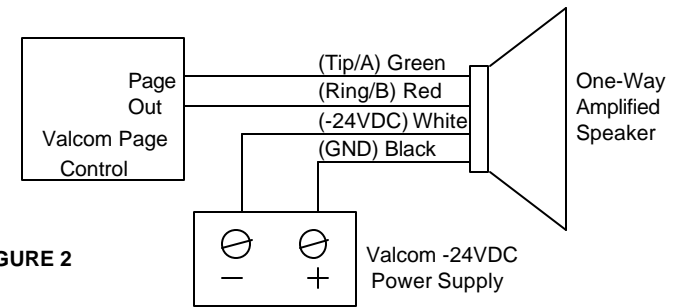 (Tip/A) Green
(Ring/B) Red
(-24VDC) White
(GND) Black
Page
Out
Valcom Page
Control
One-Way
Amplified
Speaker
GURE 2
− +
Valcom -24VDC
Power Supply